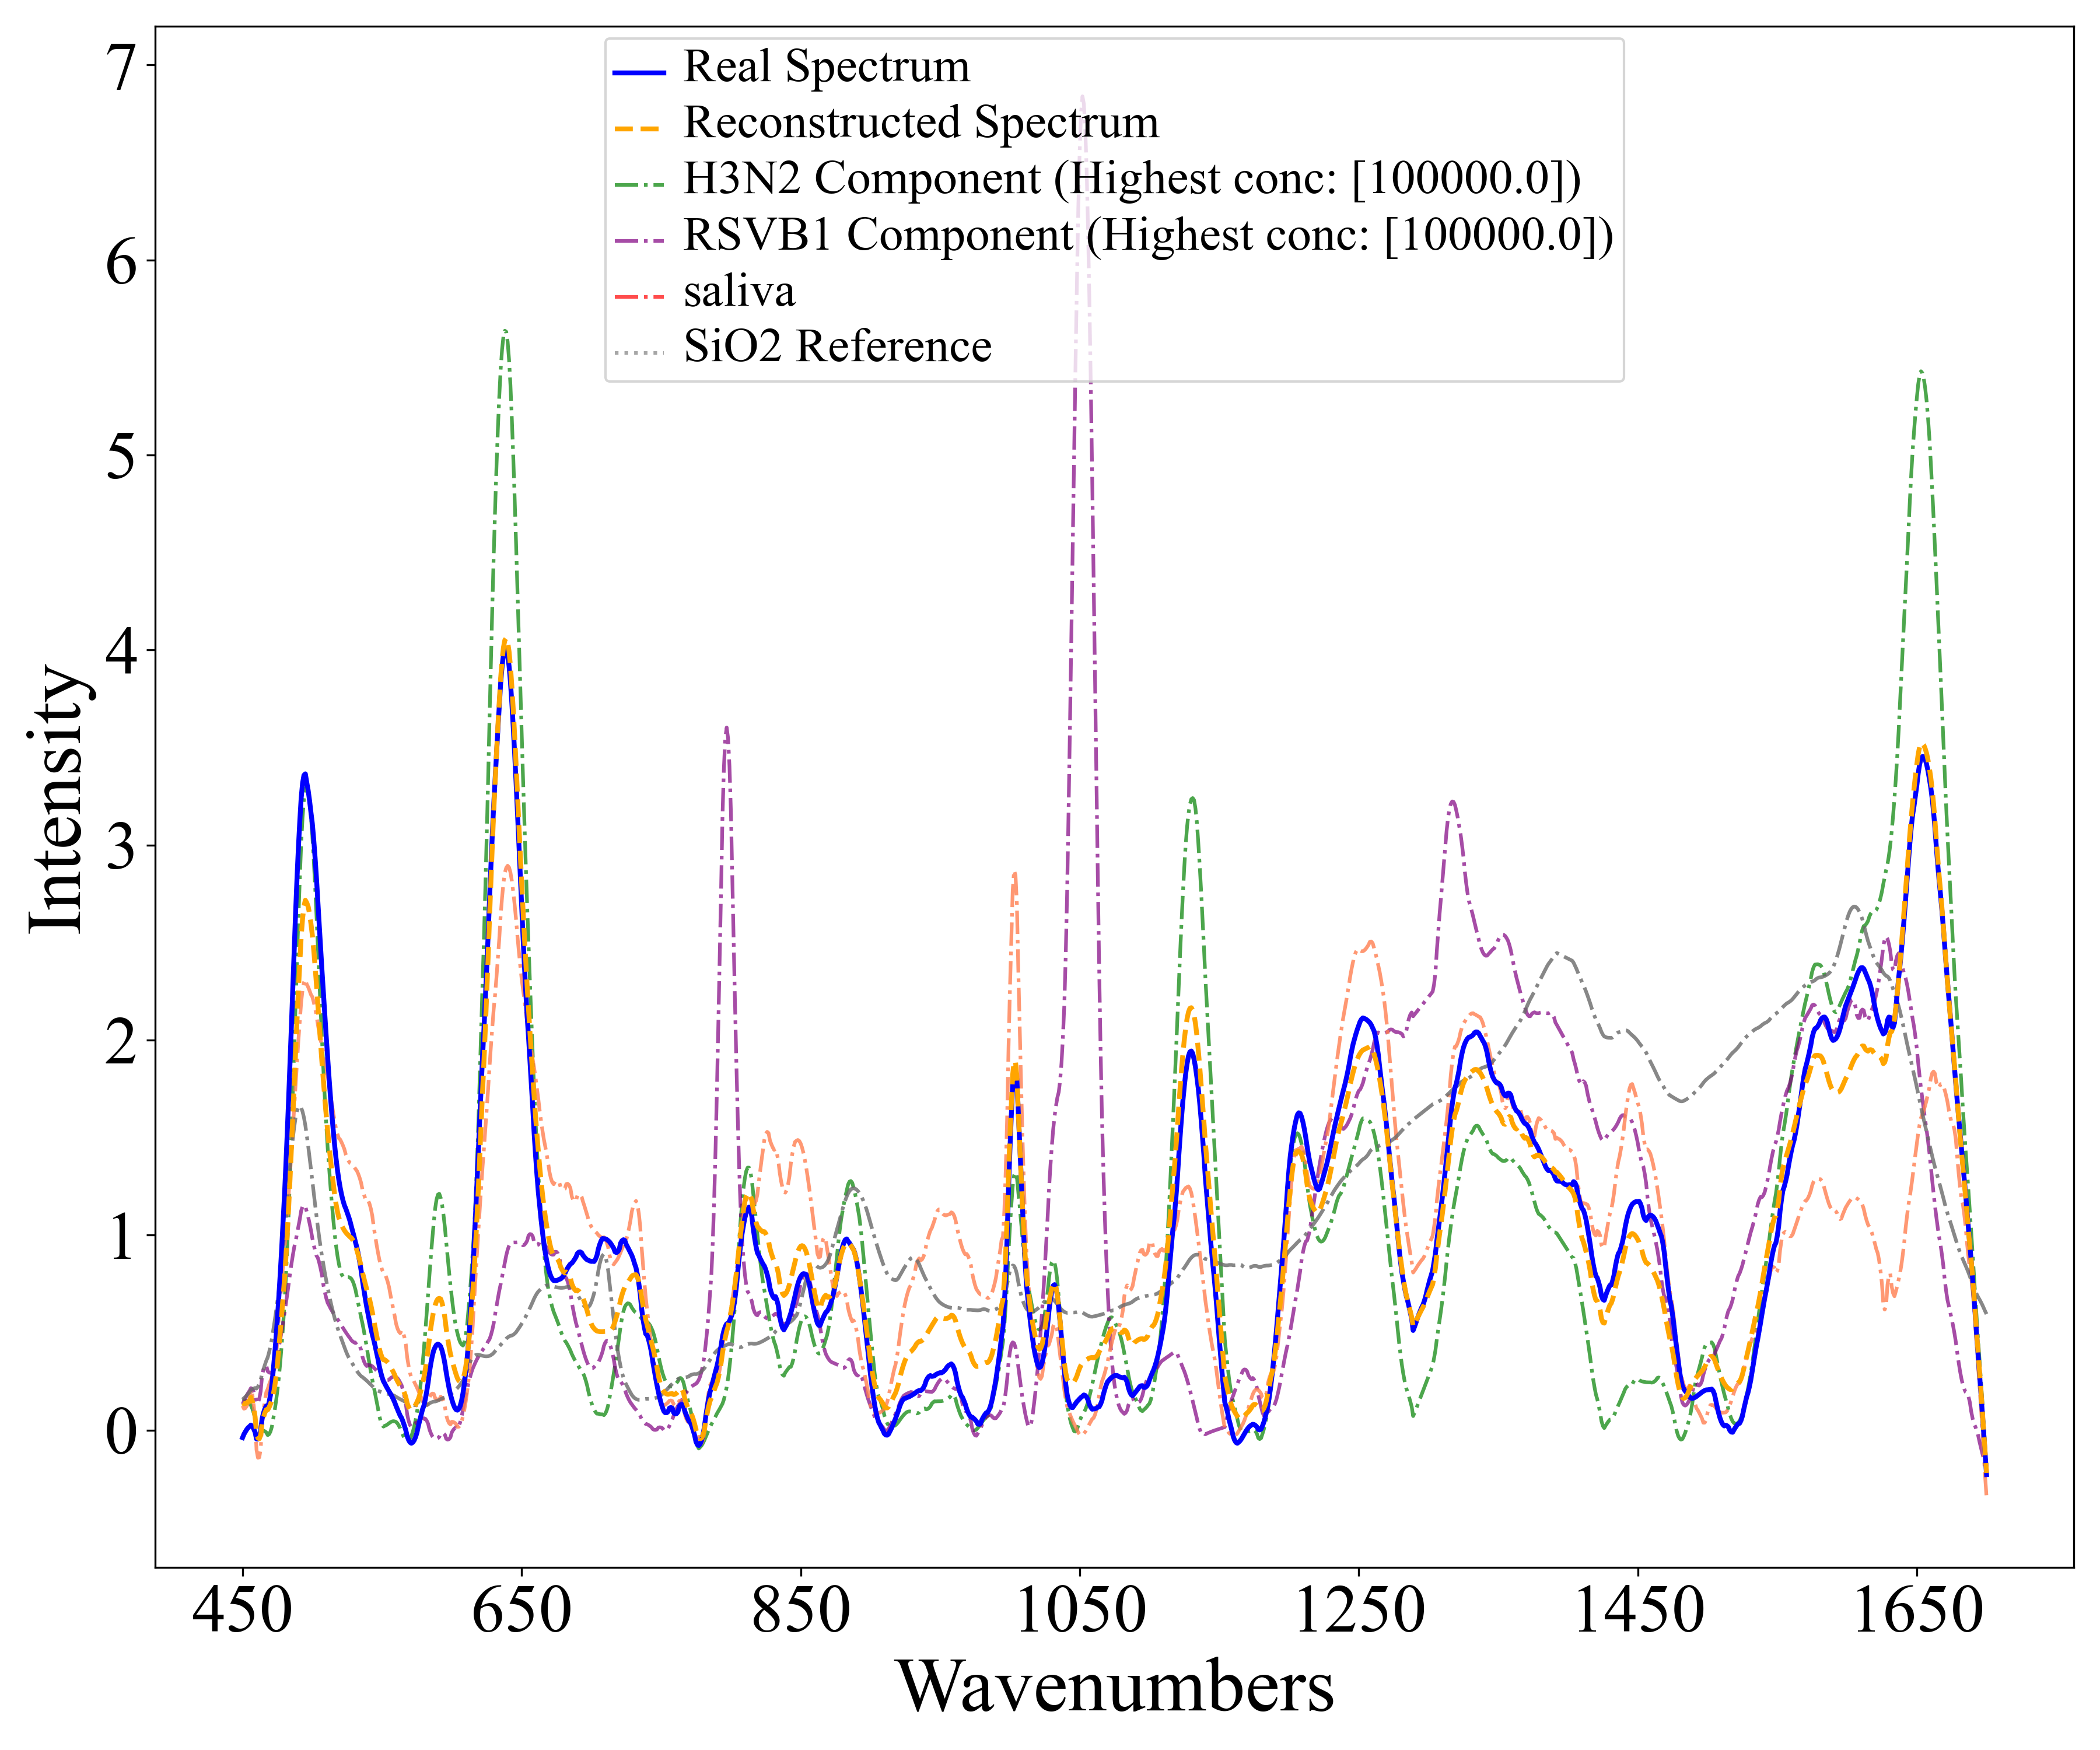 Real Spectrum
Reconstructed Spectrum
H3N2 Component (Highest conc: [100000.0])
RSVB1 Component (Highest conc: [100000.0])
saliva
SiO2 Reference
7
6
5
4
3
2
1
0
Intensity
450 650 850 1050 1250 1450 1650
Wavenumbers